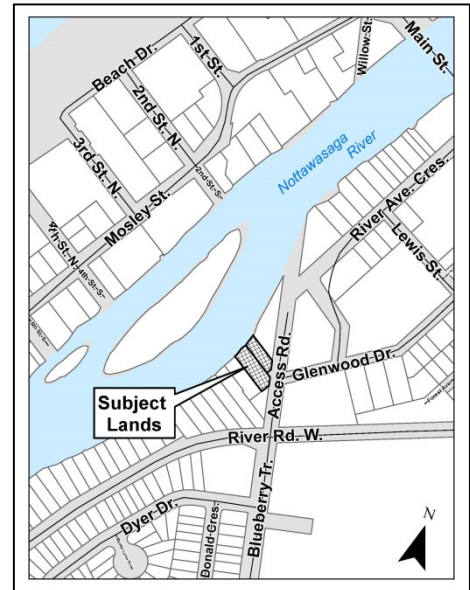 Beach Dr.
1st St.
Willow St.
Main St.
2nd St. N.
3rd St. N.
2nd St. S.
Nottawasaga
River
Mosley St.
River Ave. Cres.
Lewis St.
4th St. N.
4th St. S.
Access Rd.
Glenwood Dr.
Subject
Lands
River Rd. W.
Dyer Dr.
Donald Cres.
Blueberry Tr.
N